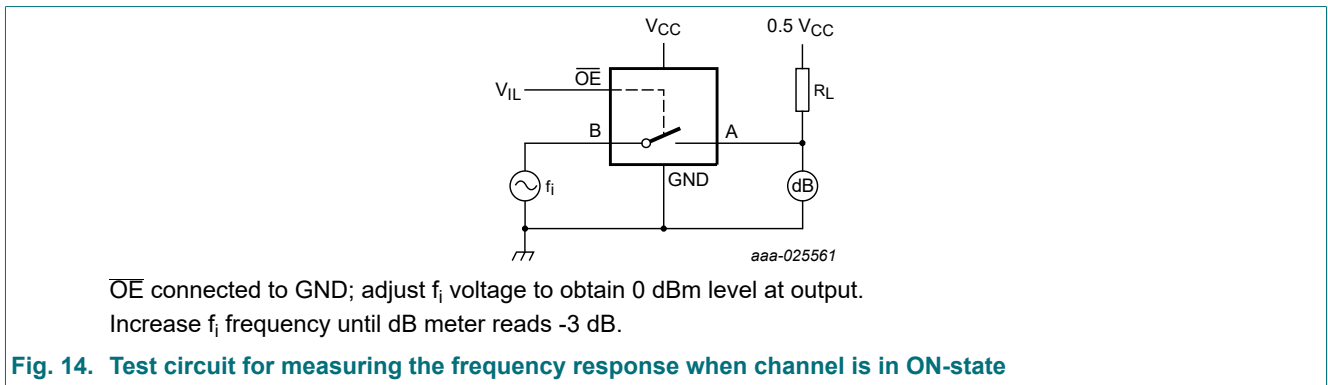 VCC
0.5 VCC
OE
VIL
RL
B
A
fi
GND
dB
aaa-025561
OE connected to GND; adjust fi voltage to obtain 0 dBm level at output.
Increase fi frequency until dB meter reads -3 dB.
Fig. 14. Test circuit for measuring the frequency response when channel is in ON-state